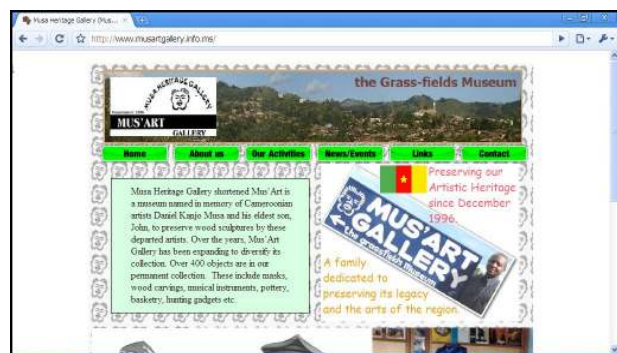 Musa Heritage Gallery (Mus...
http://www.musartgallery.info.ms/
the Grass-fields Museum
MUSA HERITAGE GALLERY
MUS'ART
GALLERY
Home
About us
Our Activities
News/Events
Links
Contact
Musa Heritage Gallery shortened Mus'Art is
a museum named in memory of Cameroonian
artists Daniel Kanjo Musa and his eldest son,
John, to preserve wood sculptures by these
departed artists. Over the years, Mus'Art
Gallery has been expanding to diversify its
collection. Over 400 objects are in our
permanent collection. These include masks,
wood carvings, musical instruments, pottery,
basketry, hunting gadgets etc.
Preserving our
Artistic Heritage
since December
1996.
MUS'ART
GALLERY
the grassfields museum
A family
dedicated to
preserving its legacy
and the arts of the region.